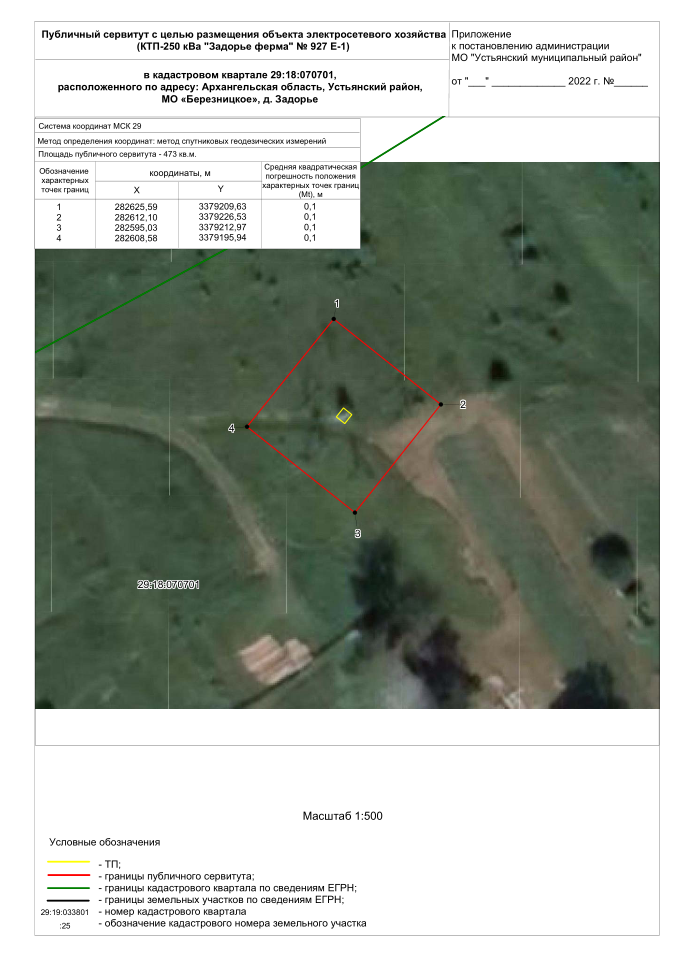 Публичный сервитут с целью размещения объекта электросетевого хозяйства
(КТП-250 кВа "Задорье ферма" № 927 Е-1)
в кадастровом квартале 29:18:070701,
расположенного по адресу: Архангельская область, Устьянский район,
МО «Березницкое», д. Задорье
Приложение
к постановлению администрации
МО "Устьянский муниципальный район"
от "___" _____________ 2022 г. №______
Система координат МСК 29
Метод определения координат: метод спутниковых геодезических измерений
Площадь публичного сервитута - 473 кв.м.
Обозначение характерных точек границ
координаты, м
X
Y
Средняя квадратическая погрешность положения характерных точек границ (Mt), м
1 282625,59 3379209,63 0,1
2 282612,10 3379226,53 0,1
3 282595,03 3379212,97 0,1
4 282608,58 3379195,94 0,1
1
2
4
3
29:18:070701
Масштаб 1:500
Условные обозначения
- ТП;
- границы публичного сервитута;
- границы кадастрового квартала по сведениям ЕГРН;
- границы земельных участков по сведениям ЕГРН;
29:19:033801 - номер кадастрового квартала
:25 - обозначение кадастрового номера земельного участка